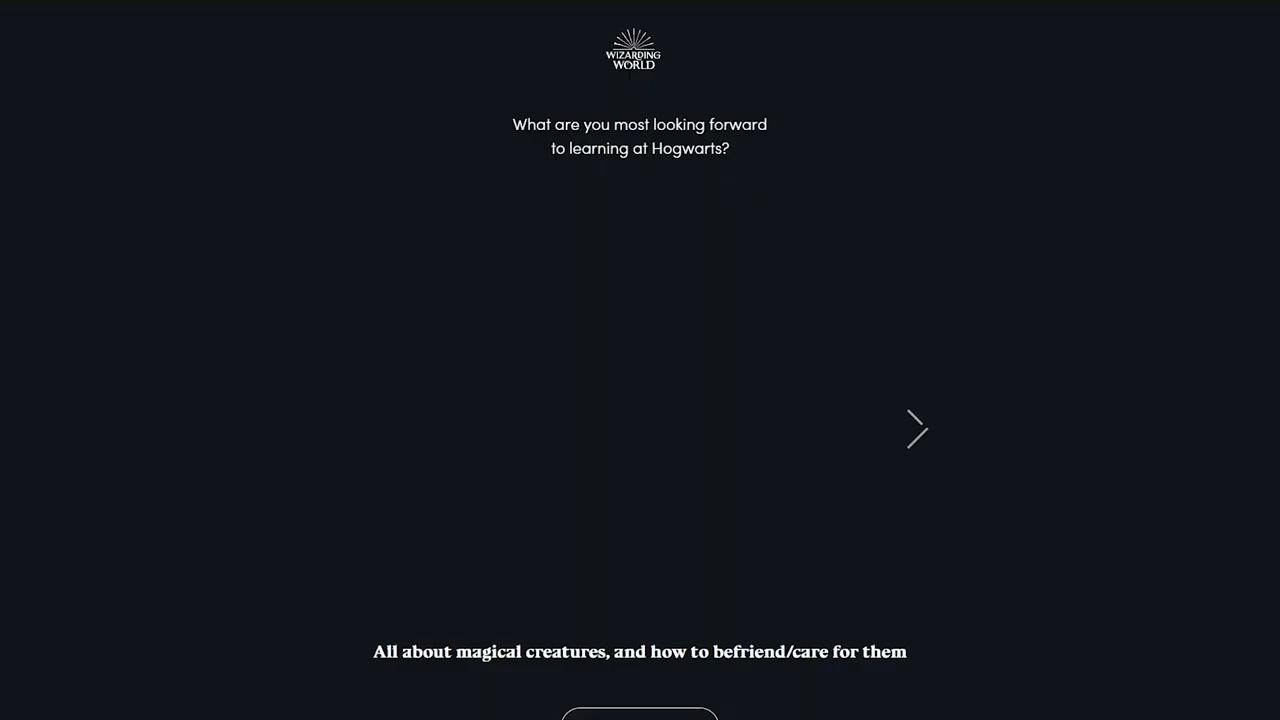 WIZARDING
WORLD
What are you most looking forward
to learning at Hogwarts?
All about magical creatures, and how to befriend/care for them